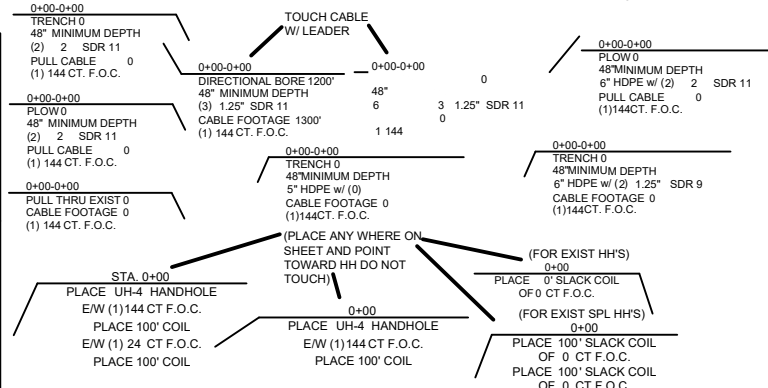 0+00-0+00
TRENCH 0
48" MINIMUM DEPTH
(2) 2 SDR 11
PULL CABLE 0
(1) 144 CT. F.O.C.
0+00-0+00
PLOW 0
48" MINIMUM DEPTH
(2) 2 SDR 11
PULL CABLE 0
(1) 144 CT. F.O.C.
0+00-0+00
PULL THRU EXIST 0
CABLE FOOTAGE 0
(1) 144 CT. F.O.C.
TOUCH CABLE
W/ LEADER
0+00-0+00
DIRECTIONAL BORE 1200'
48" MINIMUM DEPTH
(3) 1.25" SDR 11
CABLE FOOTAGE 1300'
(1) 144 CT. F.O.C.
0+00-0+00
0
48"
6 3 1.25" SDR 11
0
1 144
0+00-0+00
PLOW 0
48"MINIMUM DEPTH
6" HDPE w/ (2) 2 SDR 11
PULL CABLE 0
(1)144CT. F.O.C.
0+00-0+00
TRENCH 0
48"MINIMUM DEPTH
5" HDPE w/ (0)
CABLE FOOTAGE 0
(1)144CT. F.O.C.
0+00-0+00
TRENCH 0
48"MINIMUM DEPTH
6" HDPE w/ (2) 1.25" SDR 9
CABLE FOOTAGE 0
(1)144CT. F.O.C.
(PLACE ANY WHERE ON
SHEET AND POINT
TOWARD HH DO NOT
TOUCH)
STA. 0+00
PLACE UH-4 HANDHOLE
E/W (1)144 CT F.O.C.
PLACE 100' COIL
E/W (1) 24 CT F.O.C.
PLACE 100' COIL
0+00
PLACE UH-4 HANDHOLE
E/W (1)144 CT F.O.C.
PLACE 100' COIL
(FOR EXIST HH'S)
0+00
PLACE 0' SLACK COIL
OF 0 CT F.O.C.
(FOR EXIST SPL HH'S)
0+00
PLACE 100' SLACK COIL
OF 0 CT F.O.C.
PLACE 100' SLACK COIL
OF 0 CT F.O.C.